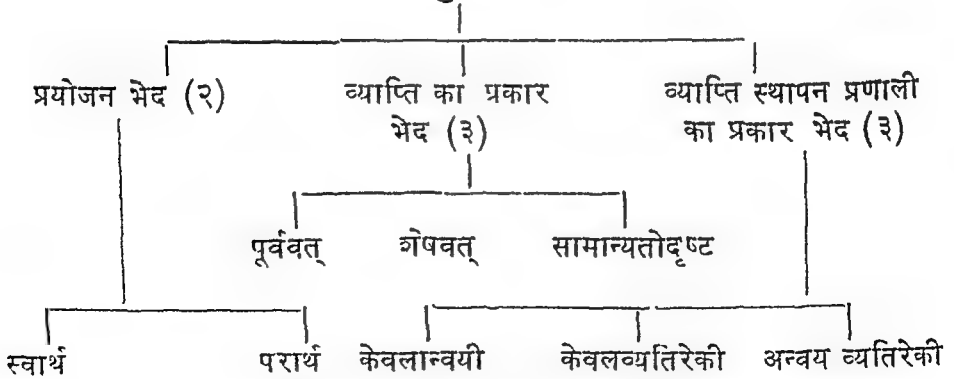 प्रयोजन भेद (२) व्याप्ति का प्रकार व्याप्ति स्थापन प्रणाली
भेद (३) का प्रकार भेद (३)
पूर्ववत् शेषवत् सामान्यतोदृष्ट
स्वार्थ परार्थ केवलान्वयी केवलव्यतिरेकी अन्वय व्यतिरेकी